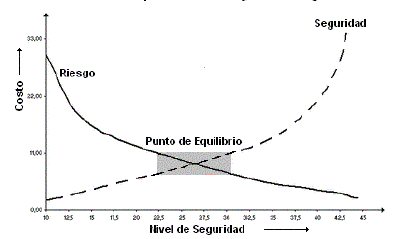 Seguridad
33,00
Riesgo
Costo
22,00
Punto de Equilibrio
11,00
0,00
10 12,5 15 17,5 20 22,5 25 27,5 30 32,5 35 37,5 40 42,5 45
Nivel de Seguridad